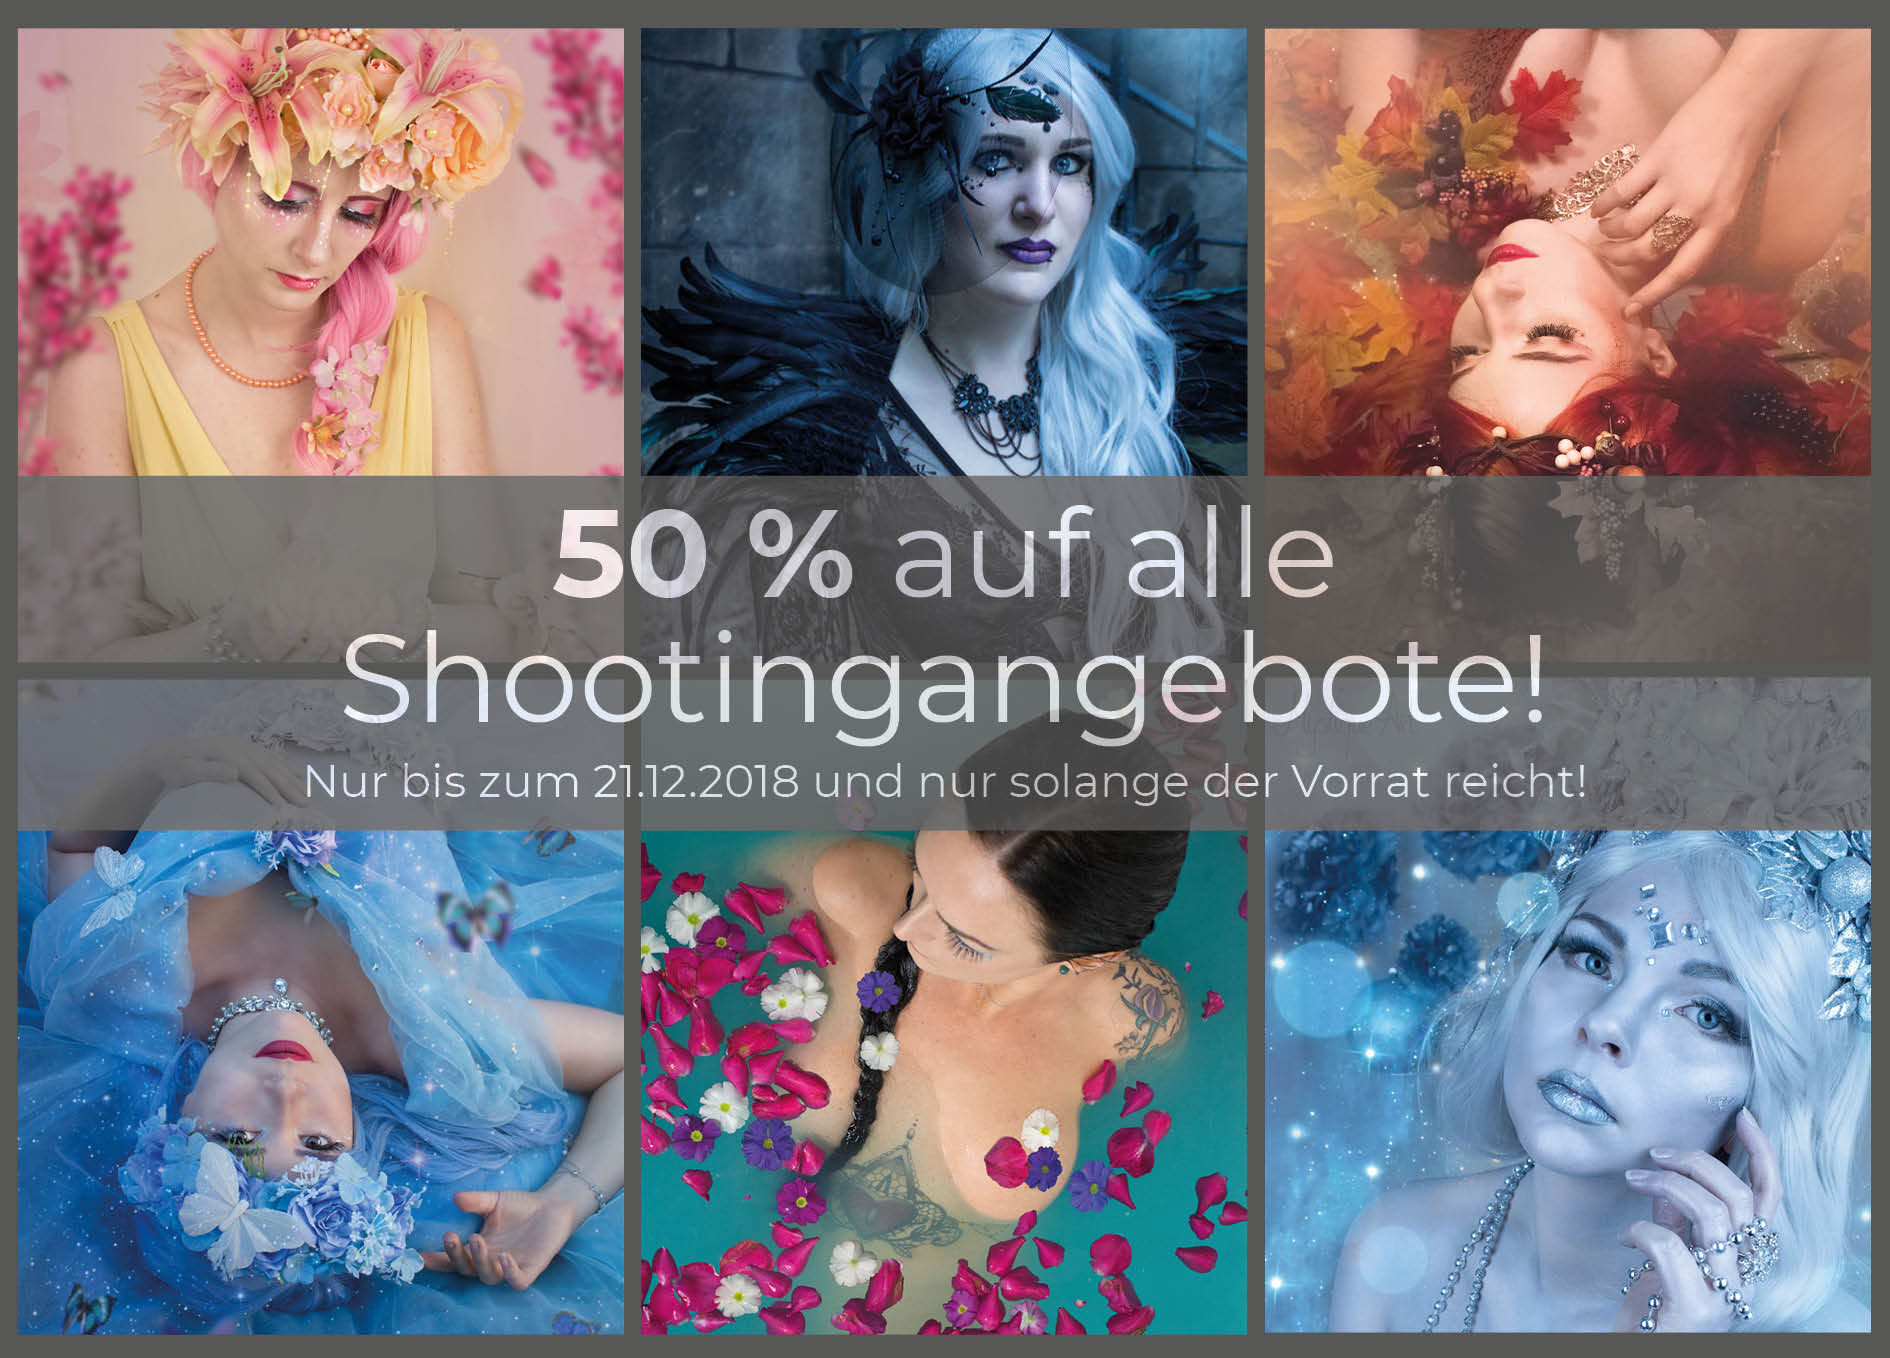 50 % auf alle
Shootingangebote!
Nur bis zum 21.12.2018 und nur solange der Vorrat reicht!